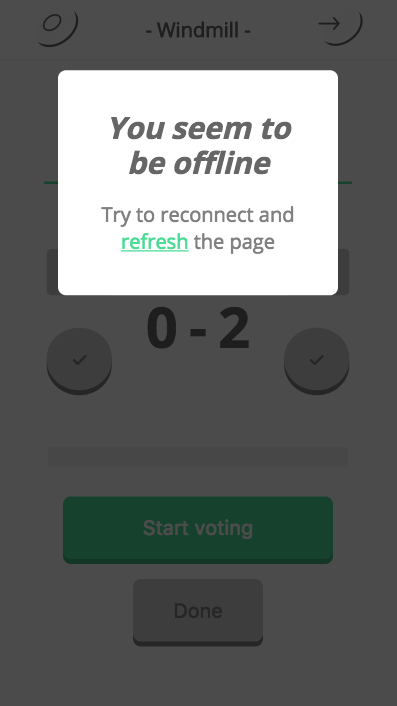 - Windmill -
You seem to
be offline
Try to reconnect and
refresh the page
0 - 2
Start voting
Done